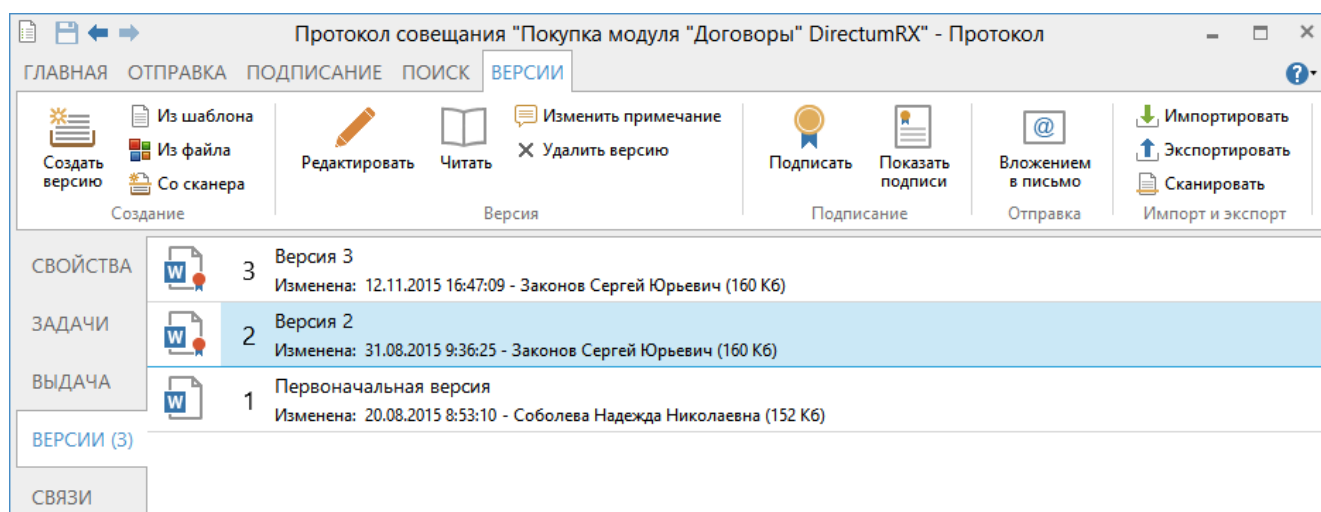 Протокол совещания "Покупка модуля "Договоры" DirectumRX" - Протокол
ГЛАВНАЯ ОТПРАВКА ПОДПИСАНИЕ ПОИСК ВЕРСИИ
?
Создать версию
Из шаблона
Из файла
Со сканера
Создание
Редактировать
Читать
Изменить примечание
Удалить версию
Версия
Подписать
Показать подписи
Подписание
@
Вложением в письмо
Отправка
Импортировать
Экспортировать
Сканировать
Импорт и экспорт
СВОЙСТВА
ЗАДАЧИ
ВЫДАЧА
ВЕРСИИ (3)
СВЯЗИ
W
3
Версия 3
Изменена: 12.11.2015 16:47:09 - Законов Сергей Юрьевич (160 Кб)
W
2
Версия 2
Изменена: 31.08.2015 9:36:25 - Законов Сергей Юрьевич (160 Кб)
W
1
Первоначальная версия
Изменена: 20.08.2015 8:53:10 - Соболева Надежда Николаевна (152 Кб)